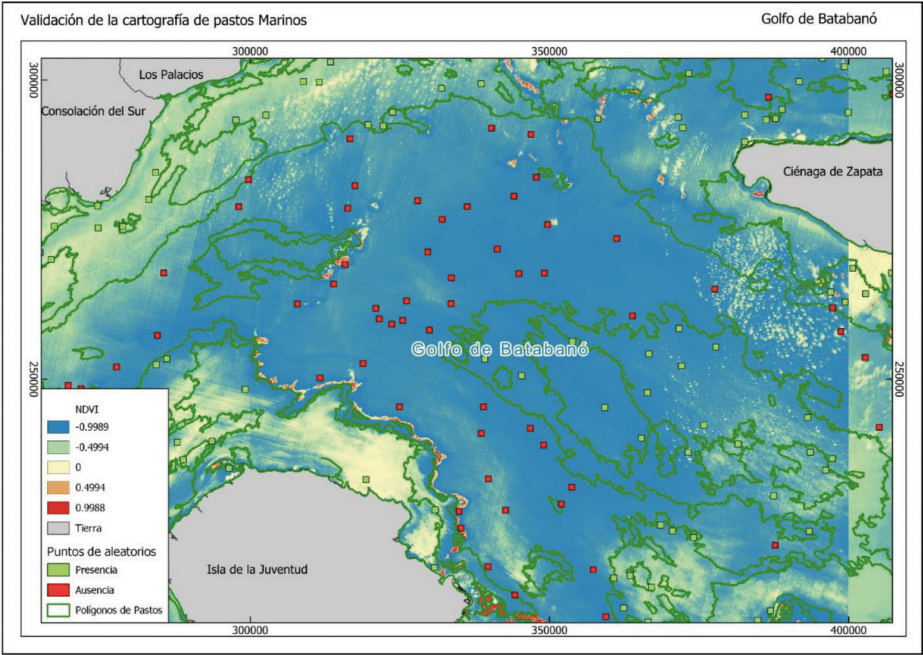 Validación de la cartografía de pastos Marinos
Golfo de Batabanó
300000
350000
400000
300000
300000
Los Palacios
Consolación del Sur
Ciénaga de Zapata
Golfo de Batabanó
250000
250000
NDVI
-0.9989
-0.4994
0
0.4994
0.9988
Tierra
Puntos de aleatorios
Presencia
Ausencia
Polígonos de Pastos
Isla de la Juventud
300000
350000
400000